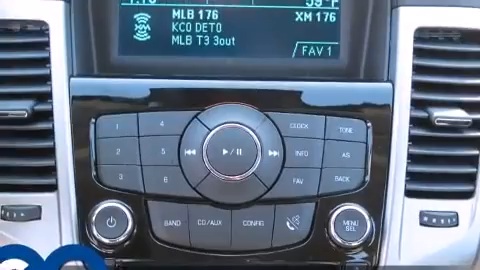 59°F
MLB 176
XM 176
KC0 DET0
MLB T3 3out
FAV 1
1
4
CLOCK
TONE
2
5
INFO
AS
3
6
FAV
BACK
BAND
CD/AUX
CONFIG
MENU
SEL